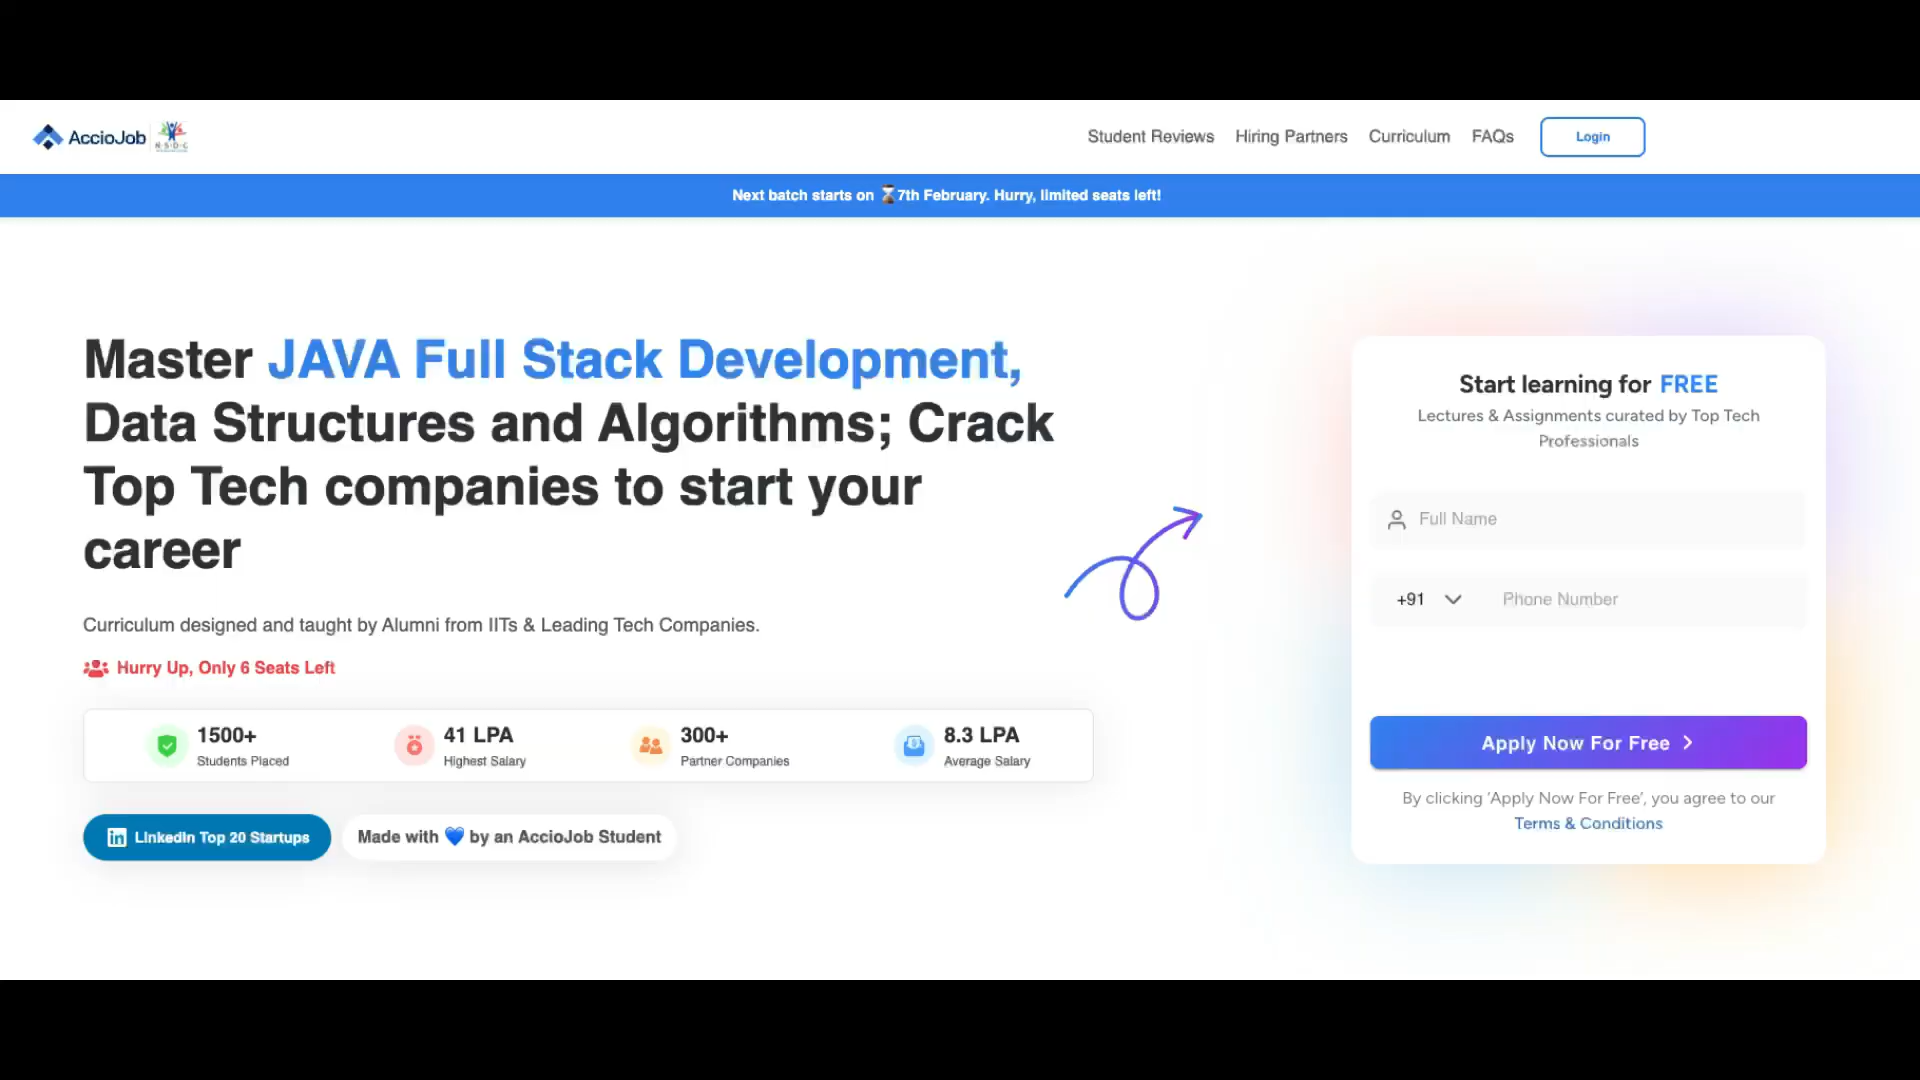 AccioJob
N·S·D·C
Student Reviews
Hiring Partners
Curriculum
FAQs
Login
Next batch starts on ⏳7th February. Hurry, limited seats left!
Master JAVA Full Stack Development,
Data Structures and Algorithms; Crack
Top Tech companies to start your
career
Curriculum designed and taught by Alumni from IITs & Leading Tech Companies.
Hurry Up, Only 6 Seats Left
1500+
Students Placed
41 LPA
Highest Salary
300+
Partner Companies
8.3 LPA
Average Salary
in LinkedIn Top 20 Startups
Made with 💙 by an AccioJob Student
Start learning for FREE
Lectures & Assignments curated by Top Tech
Professionals
Full Name
+91
Phone Number
Apply Now For Free
By clicking ‘Apply Now For Free’, you agree to our
Terms & Conditions